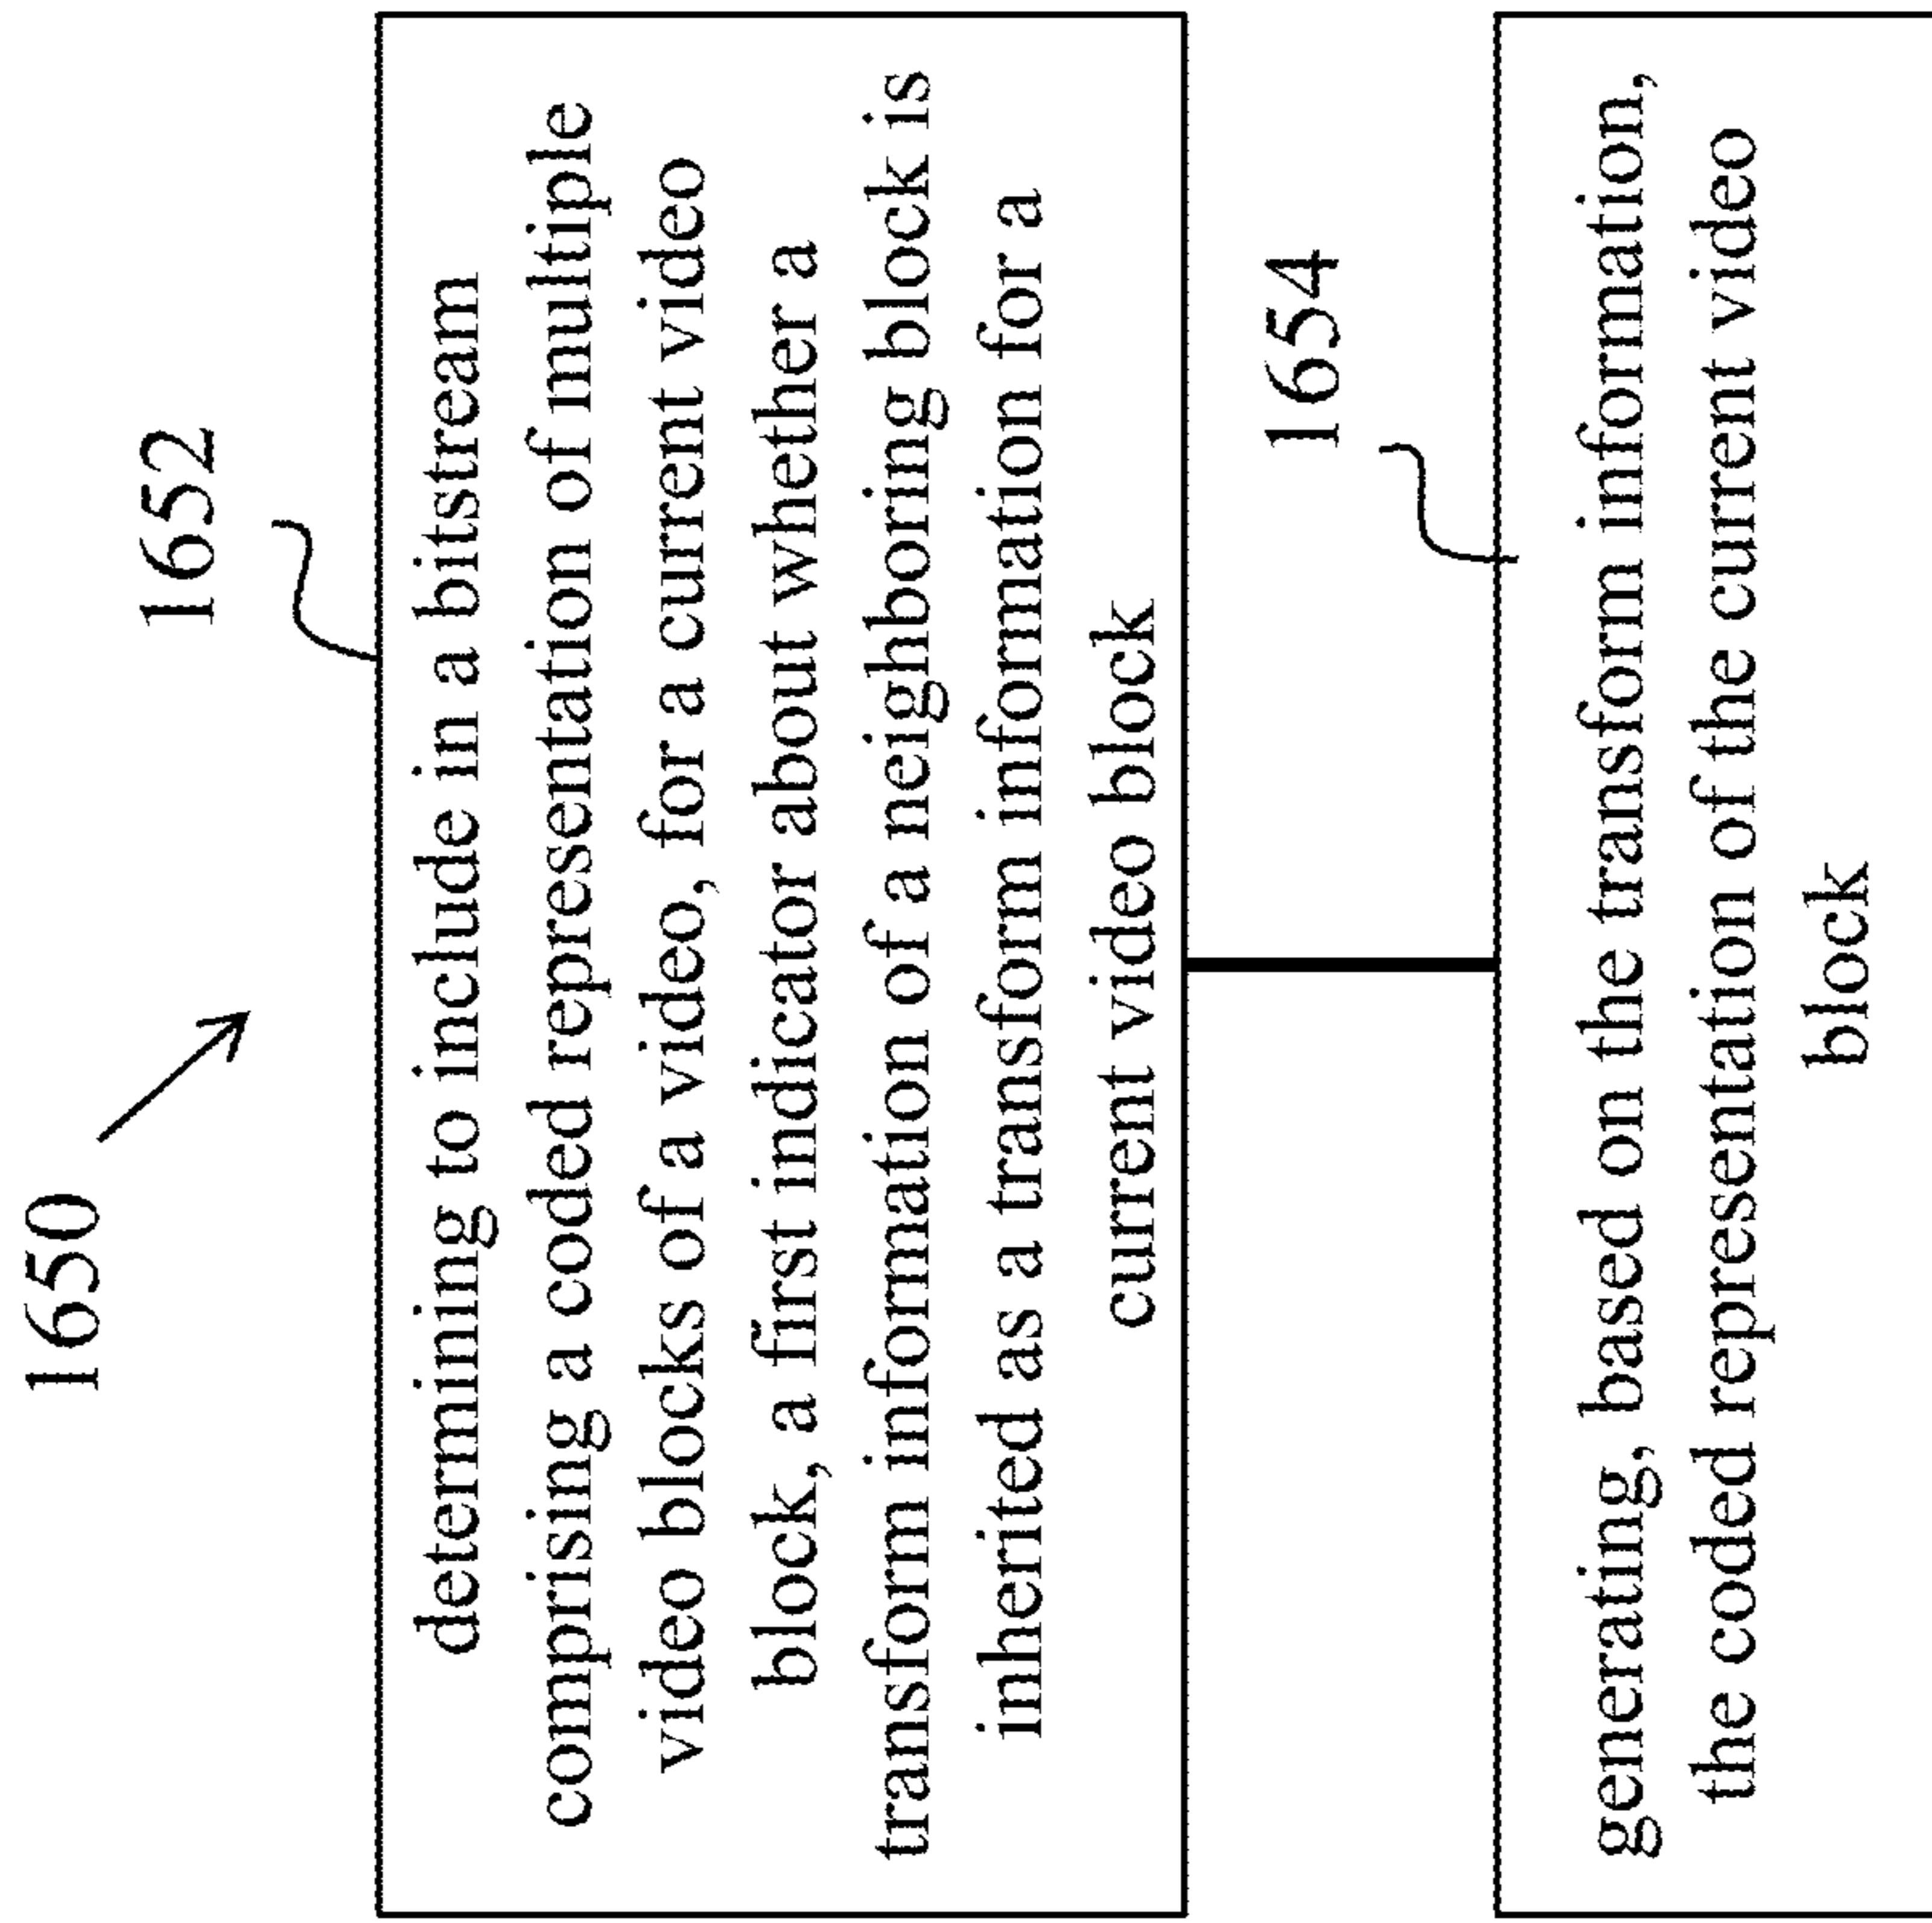 1650
1652
determining to include in a bitstream
comprising a coded representation of multiple
video blocks of a video, for a current video
block, a first indicator about whether a
transform information of a neighboring block is
inherited as a transform information for a
current video block
1654
generating, based on the transform information,
the coded representation of the current video
block